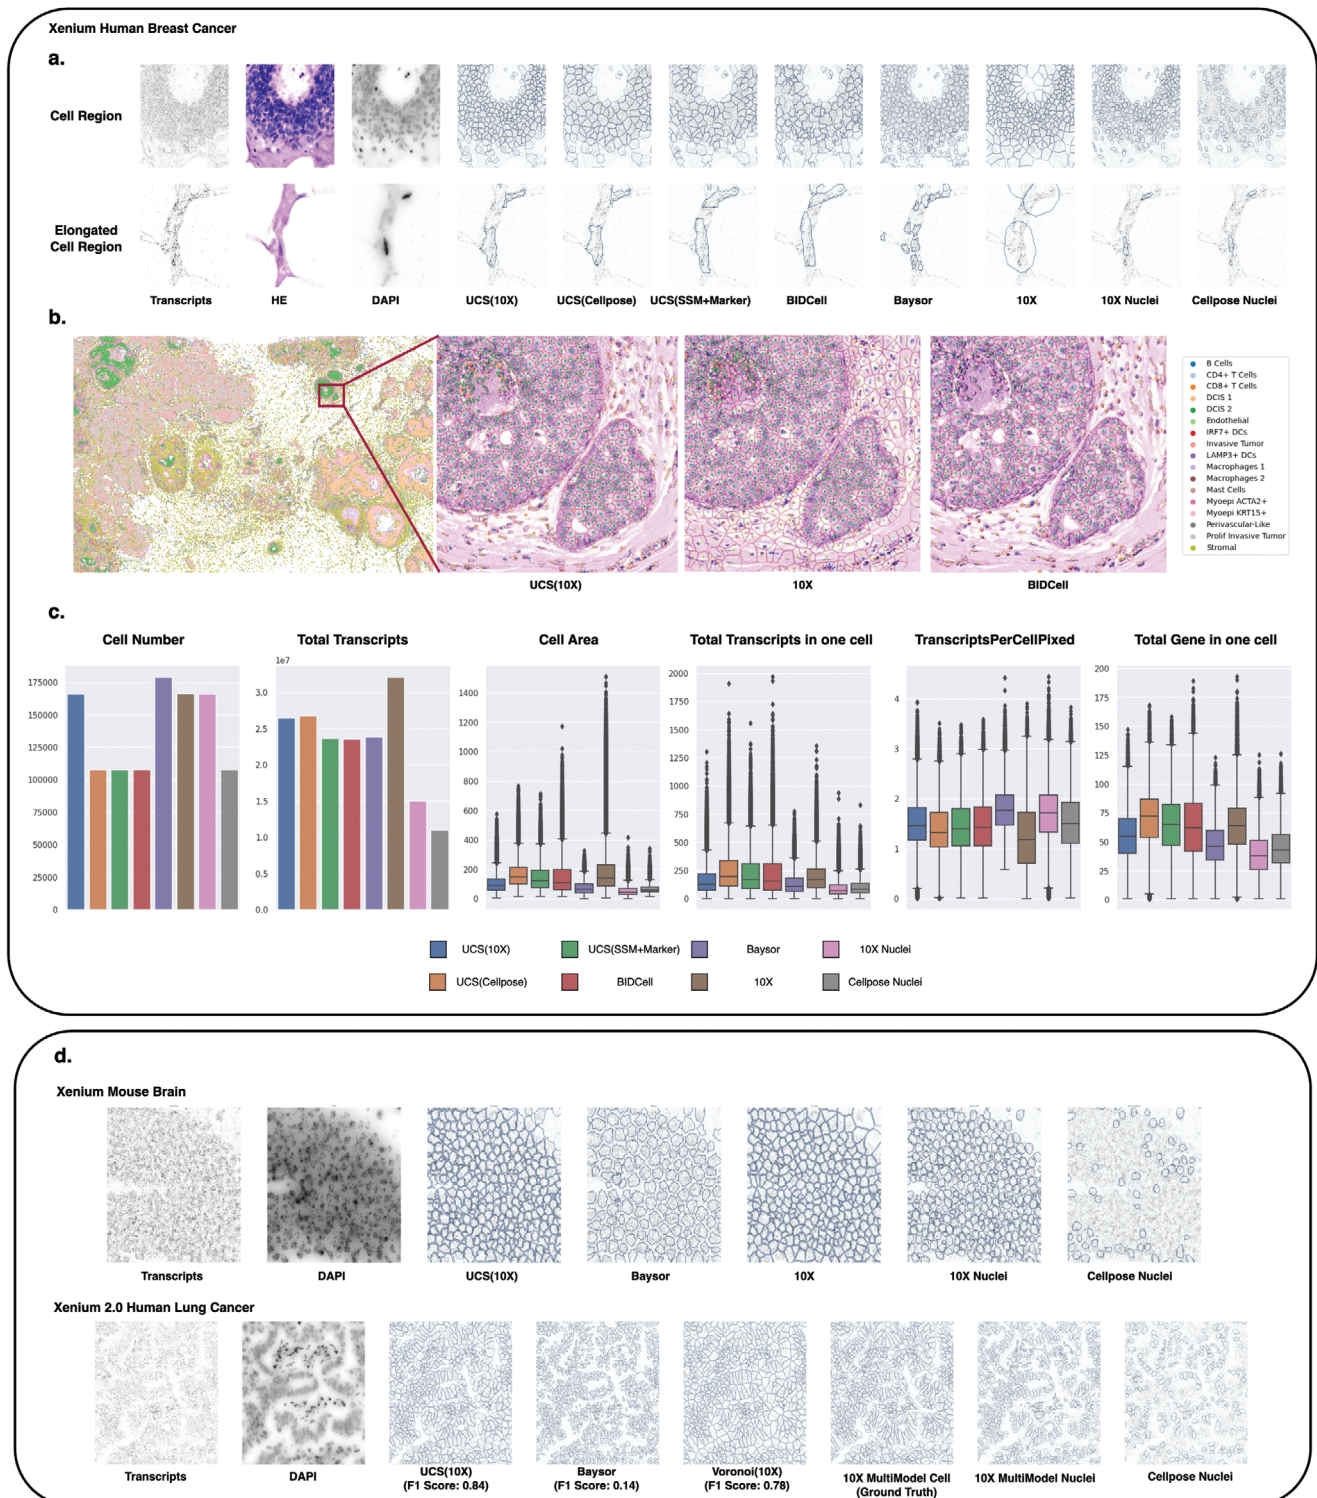 Xenium Human Breast Cancer
a.
Cell Region
Elongated
Cell Region
Transcripts HE DAPI UCS(10X) UCS(Cellpose) UCS(SSM+Marker) BIDCell Baysor 10X 10X Nuclei Cellpose Nuclei
b.
B Cells
CD4+ T Cells
CD8+ T Cells
DCIS 1
DCIS 2
Endothelial
IRF7+ DCs
Invasive Tumor
LAMP3+ DCs
Macrophages 1
Macrophages 2
Mast Cells
Myoepi ACTA2+
Myoepi KRT15+
Perivascular-Like
Prolif Invasive Tumor
Stromal
UCS(10X) 10X BIDCell
c.
Cell Number
175000
150000
125000
100000
75000
50000
25000
0
Total Transcripts
1e7
3.0
2.5
2.0
1.5
1.0
0.5
0.0
Cell Area
1400
1200
1000
800
600
400
200
0
Total Transcripts in one cell
2000
1750
1500
1250
1000
750
500
250
0
TranscriptsPerCellPixed
4
3
2
1
0
Total Gene in one cell
200
175
150
125
100
75
50
25
0
UCS(10X) UCS(SSM+Marker) Baysor 10X Nuclei
UCS(Cellpose) BIDCell 10X Cellpose Nuclei
d.
Xenium Mouse Brain
Transcripts DAPI UCS(10X) Baysor 10X 10X Nuclei Cellpose Nuclei
Xenium 2.0 Human Lung Cancer
Transcripts
DAPI
UCS(10X)
(F1 Score: 0.84)
Baysor
(F1 Score: 0.14)
Voronoi(10X)
(F1 Score: 0.78)
10X MultiModel Cell
(Ground Truth)
10X MultiModel Nuclei
Cellpose Nuclei